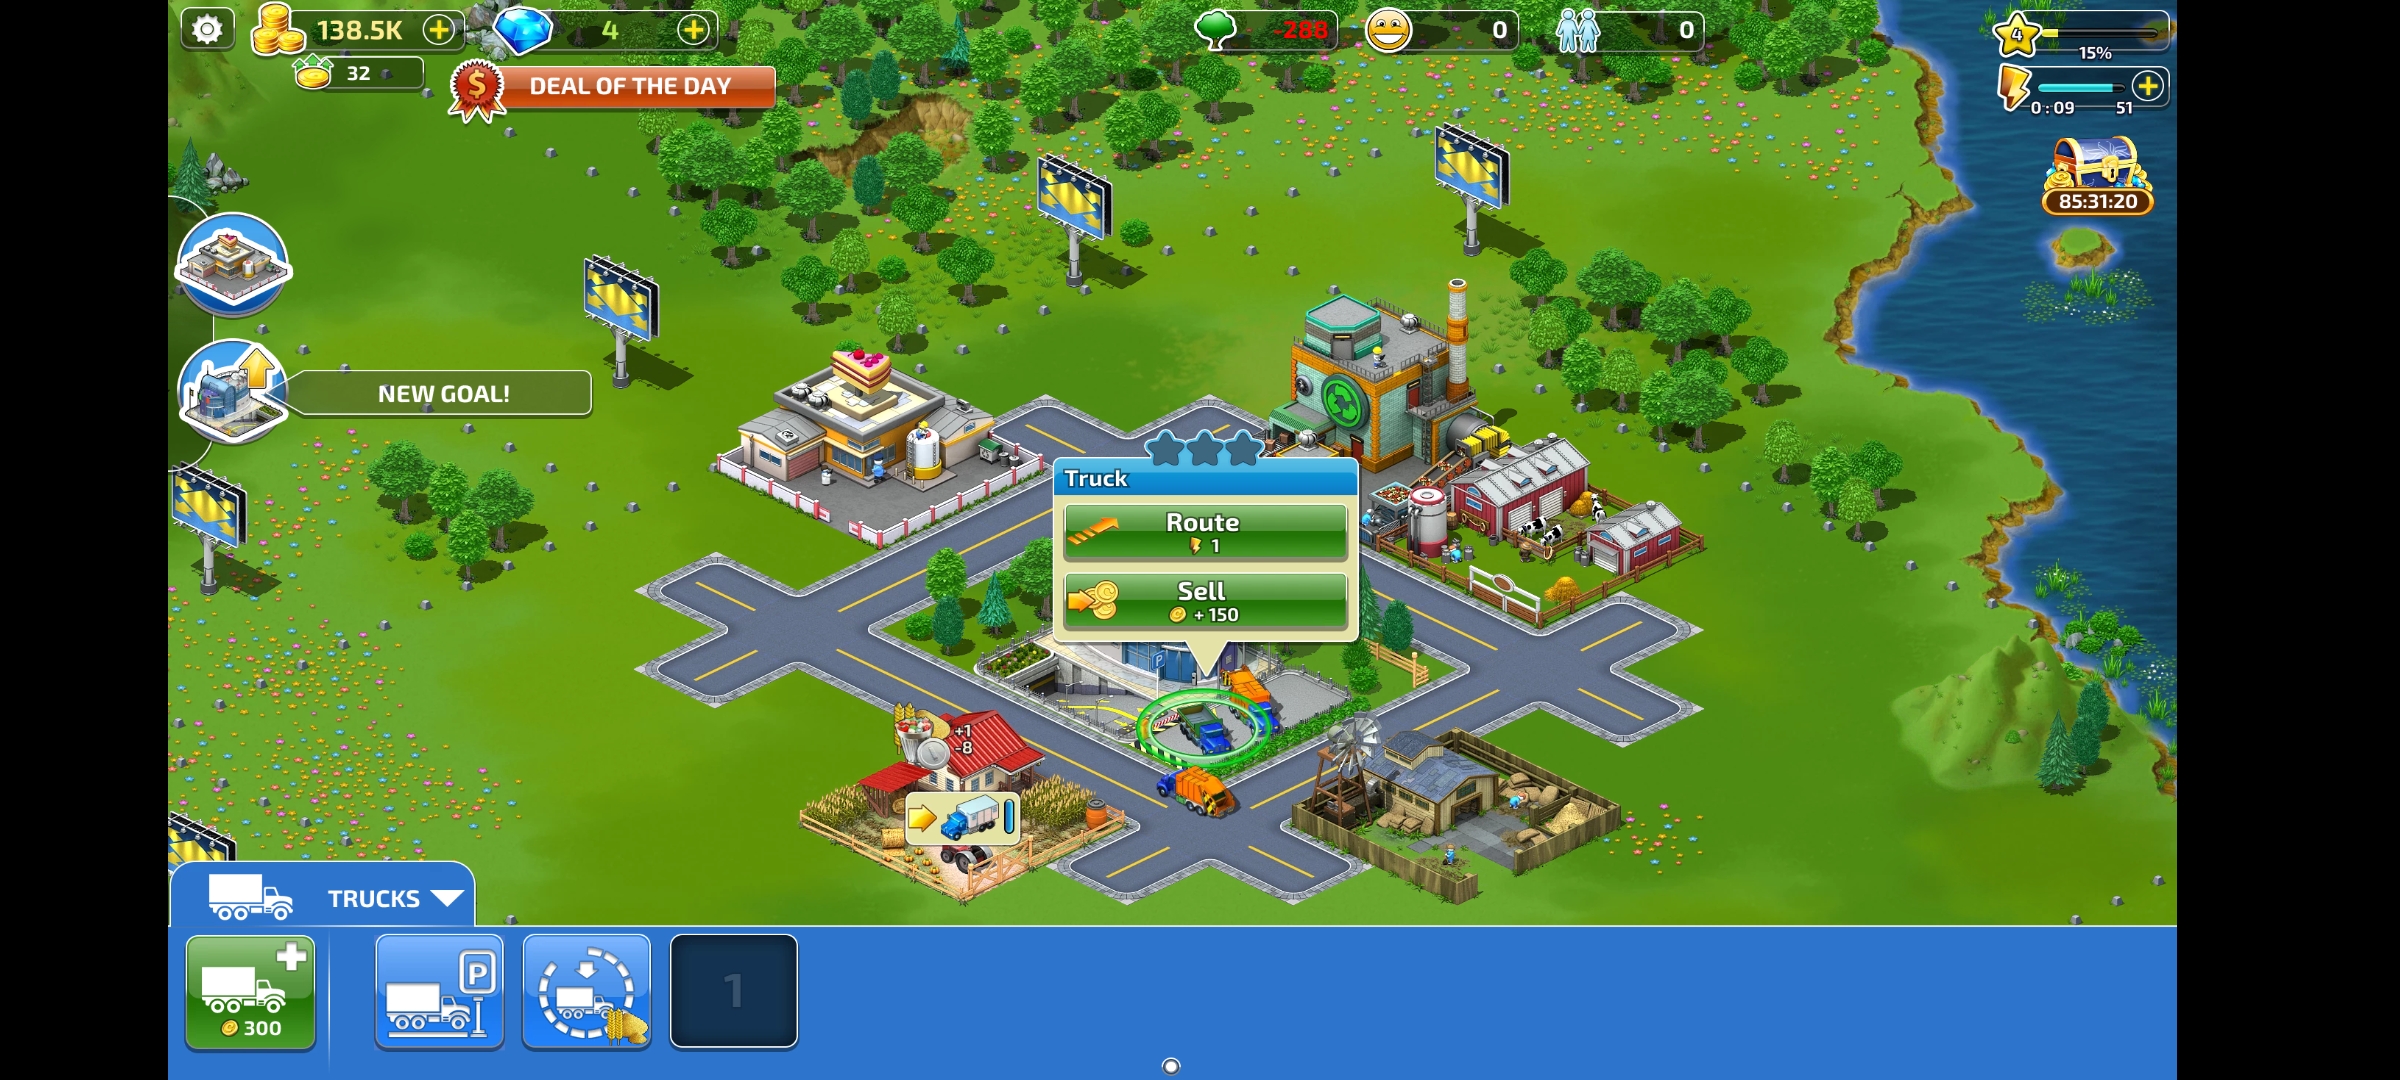 138.5K
4
-288
0
0
4
15%
32
DEAL OF THE DAY
0:09
51
85:31:20
NEW GOAL!
Truck
Route
1
Sell
+150
P
+1
-8
TRUCKS
300
P
1